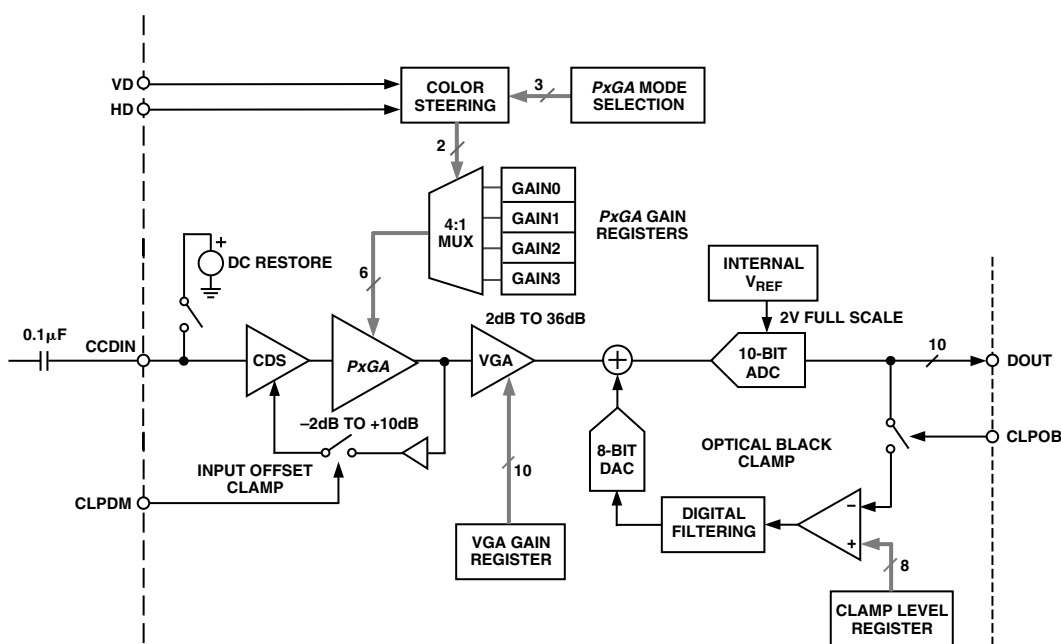 VD
HD
COLOR
STEERING
3
PxGA MODE
SELECTION
2
4:1
MUX
GAIN0
GAIN1
GAIN2
GAIN3
PxGA GAIN
REGISTERS
6
+
DC RESTORE
INTERNAL
VREF
2V FULL SCALE
2dB TO 36dB
0.1μF
CCDIN
CDS
PxGA
VGA
+
10-BIT
ADC
10
DOUT
–2dB TO +10dB
INPUT OFFSET
CLAMP
CLPDM
10
VGA GAIN
REGISTER
8-BIT
DAC
OPTICAL BLACK
CLAMP
CLPOB
DIGITAL
FILTERING
–
+
8
CLAMP LEVEL
REGISTER